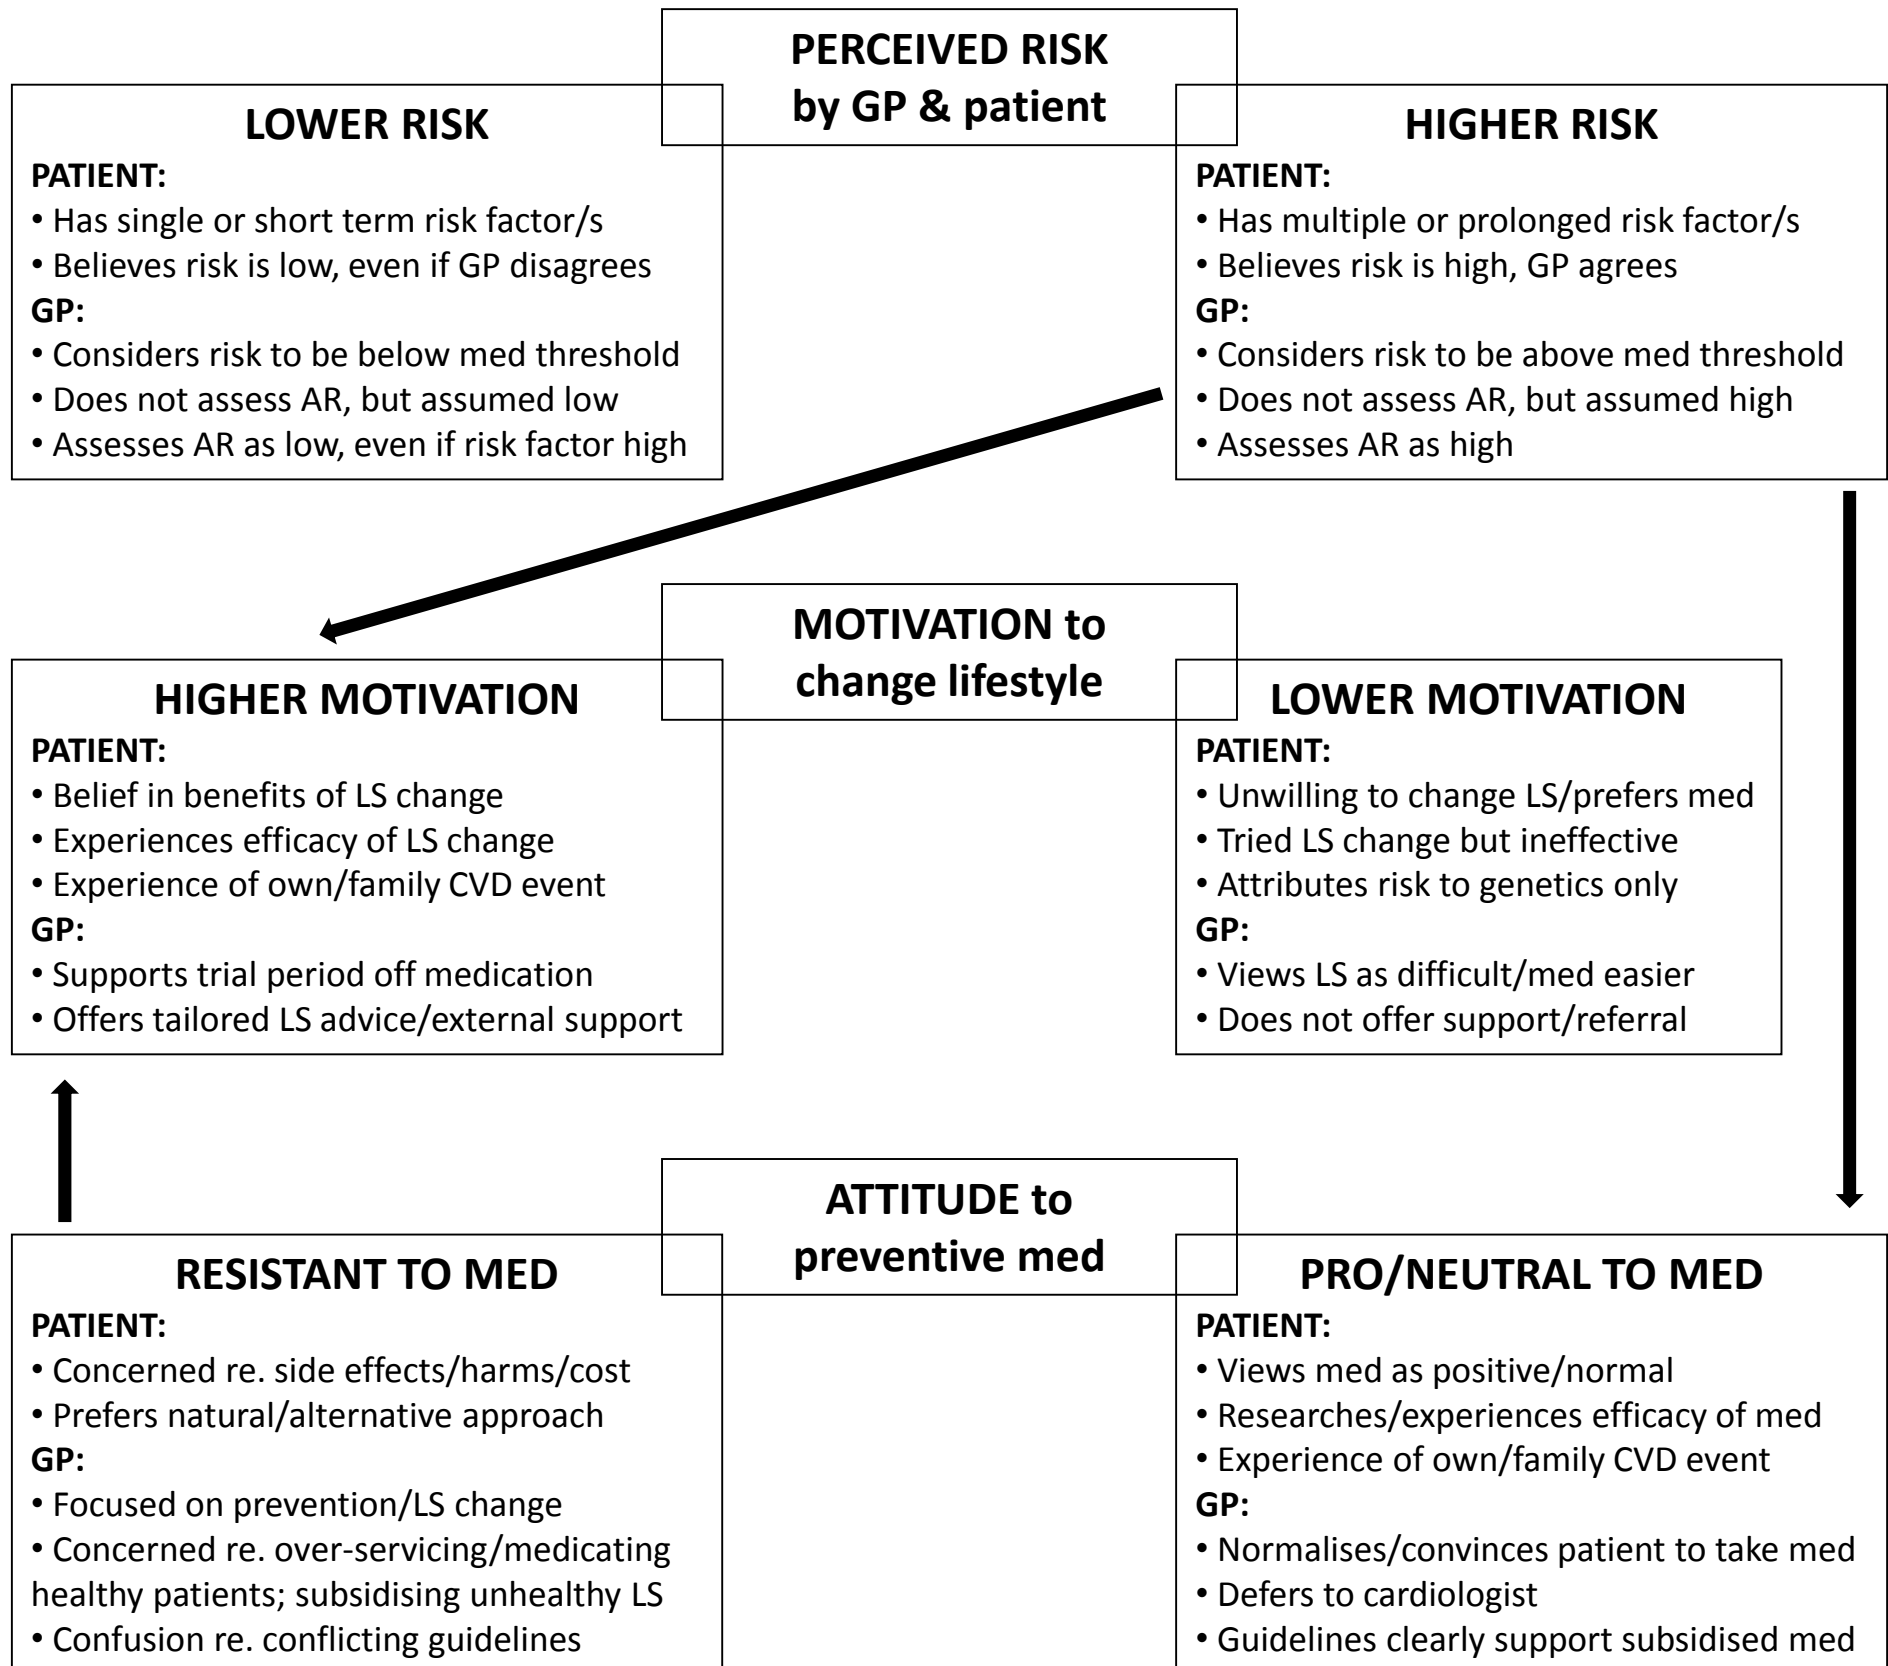 PERCEIVED RISK
by GP & patient
LOWER RISK
PATIENT:
• Has single or short term risk factor/s
• Believes risk is low, even if GP disagrees
GP:
• Considers risk to be below med threshold
• Does not assess AR, but assumed low
• Assesses AR as low, even if risk factor high
HIGHER RISK
PATIENT:
• Has multiple or prolonged risk factor/s
• Believes risk is high, GP agrees
GP:
• Considers risk to be above med threshold
• Does not assess AR, but assumed high
• Assesses AR as high
MOTIVATION to
change lifestyle
HIGHER MOTIVATION
PATIENT:
• Belief in benefits of LS change
• Experiences efficacy of LS change
• Experience of own/family CVD event
GP:
• Supports trial period off medication
• Offers tailored LS advice/external support
LOWER MOTIVATION
PATIENT:
• Unwilling to change LS/prefers med
• Tried LS change but ineffective
• Attributes risk to genetics only
GP:
• Views LS as difficult/med easier
• Does not offer support/referral
ATTITUDE to
preventive med
RESISTANT TO MED
PATIENT:
• Concerned re. side effects/harms/cost
• Prefers natural/alternative approach
GP:
• Focused on prevention/LS change
• Concerned re. over-servicing/medicating
healthy patients; subsidising unhealthy LS
• Confusion re. conflicting guidelines
PRO/NEUTRAL TO MED
PATIENT:
• Views med as positive/normal
• Researches/experiences efficacy of med
• Experience of own/family CVD event
GP:
• Normalises/convinces patient to take med
• Defers to cardiologist
• Guidelines clearly support subsidised med